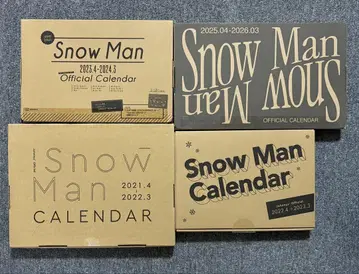 Snow Man
2023.4-2024.3
Official Calendar
2025.04-2026.03
Snow Man
Snow Man
OFFICIAL CALENDAR
Snow
Man
2021.4
2022.3
CALENDAR
Snow Man
Calendar
2022.4-2023.3